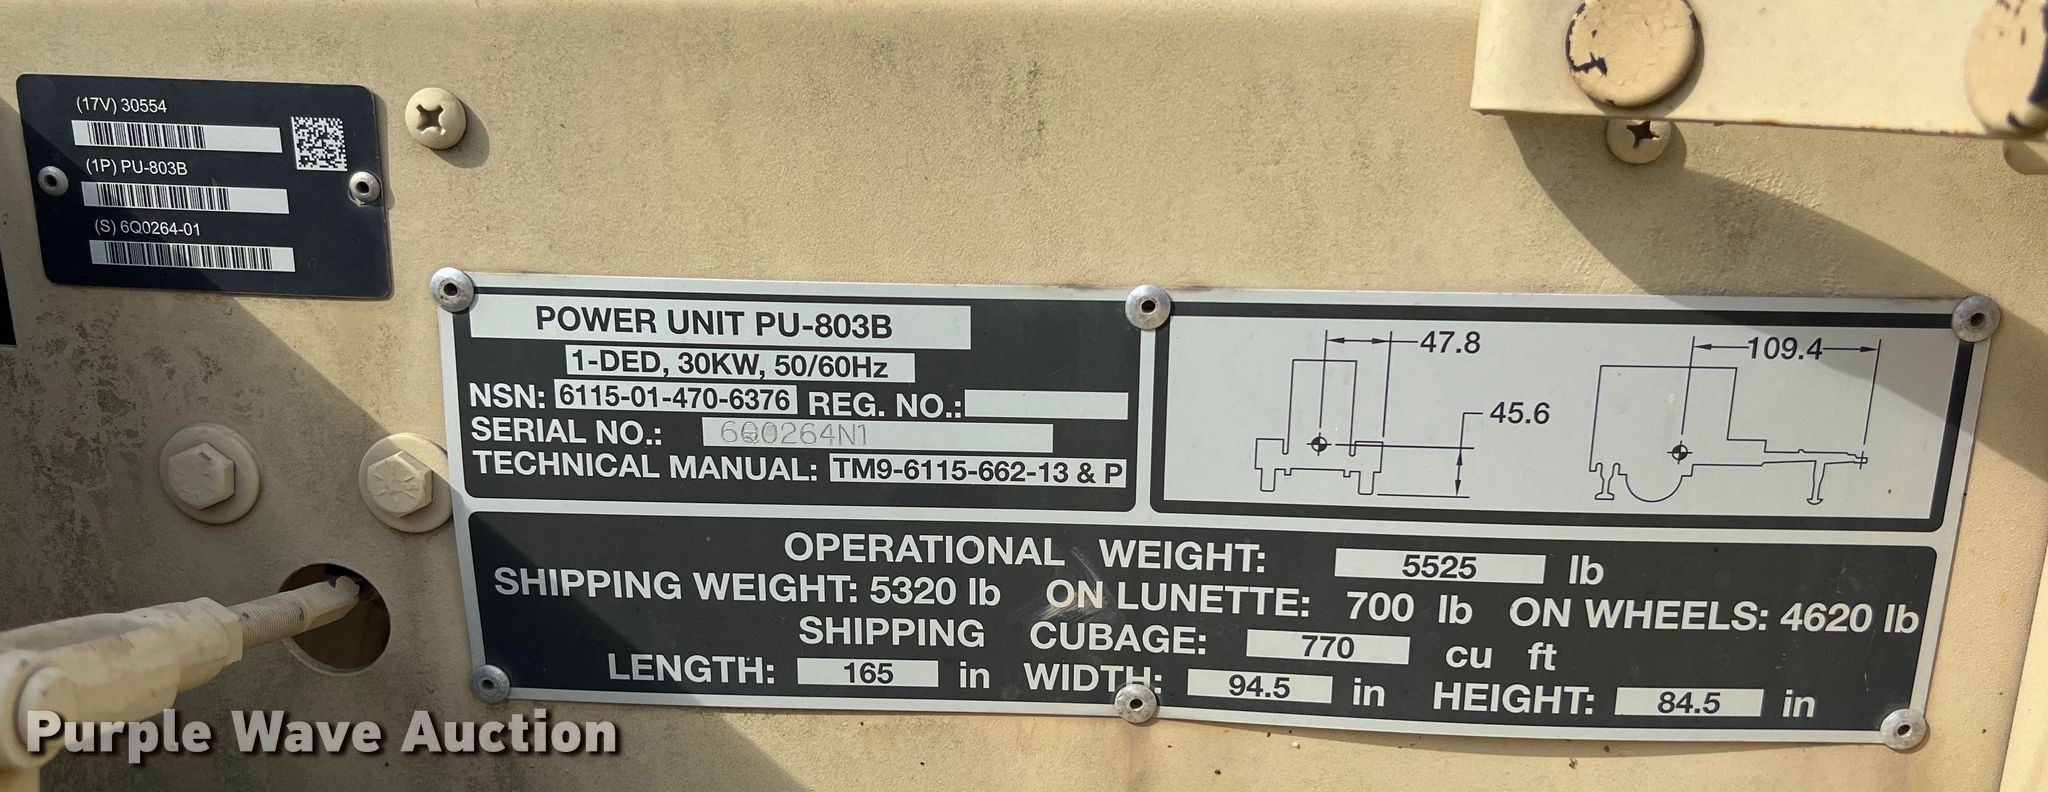 (17V) 30554
(1P) PU-803B
(S) 6Q0264-01
POWER UNIT PU-803B
1-DED, 30KW, 50/60Hz
NSN: 6115-01-470-6376 REG. NO.:
SERIAL NO.: 6Q0264N1
TECHNICAL MANUAL: TM9-6115-662-13 & P
47.8
45.6
109.4
OPERATIONAL WEIGHT: 5525 lb
SHIPPING WEIGHT: 5320 lb ON LUNETTE: 700 lb ON WHEELS: 4620 lb
SHIPPING CUBAGE: 770 cu ft
LENGTH: 165 in WIDTH: 94.5 in HEIGHT: 84.5 in
Purple Wave Auction